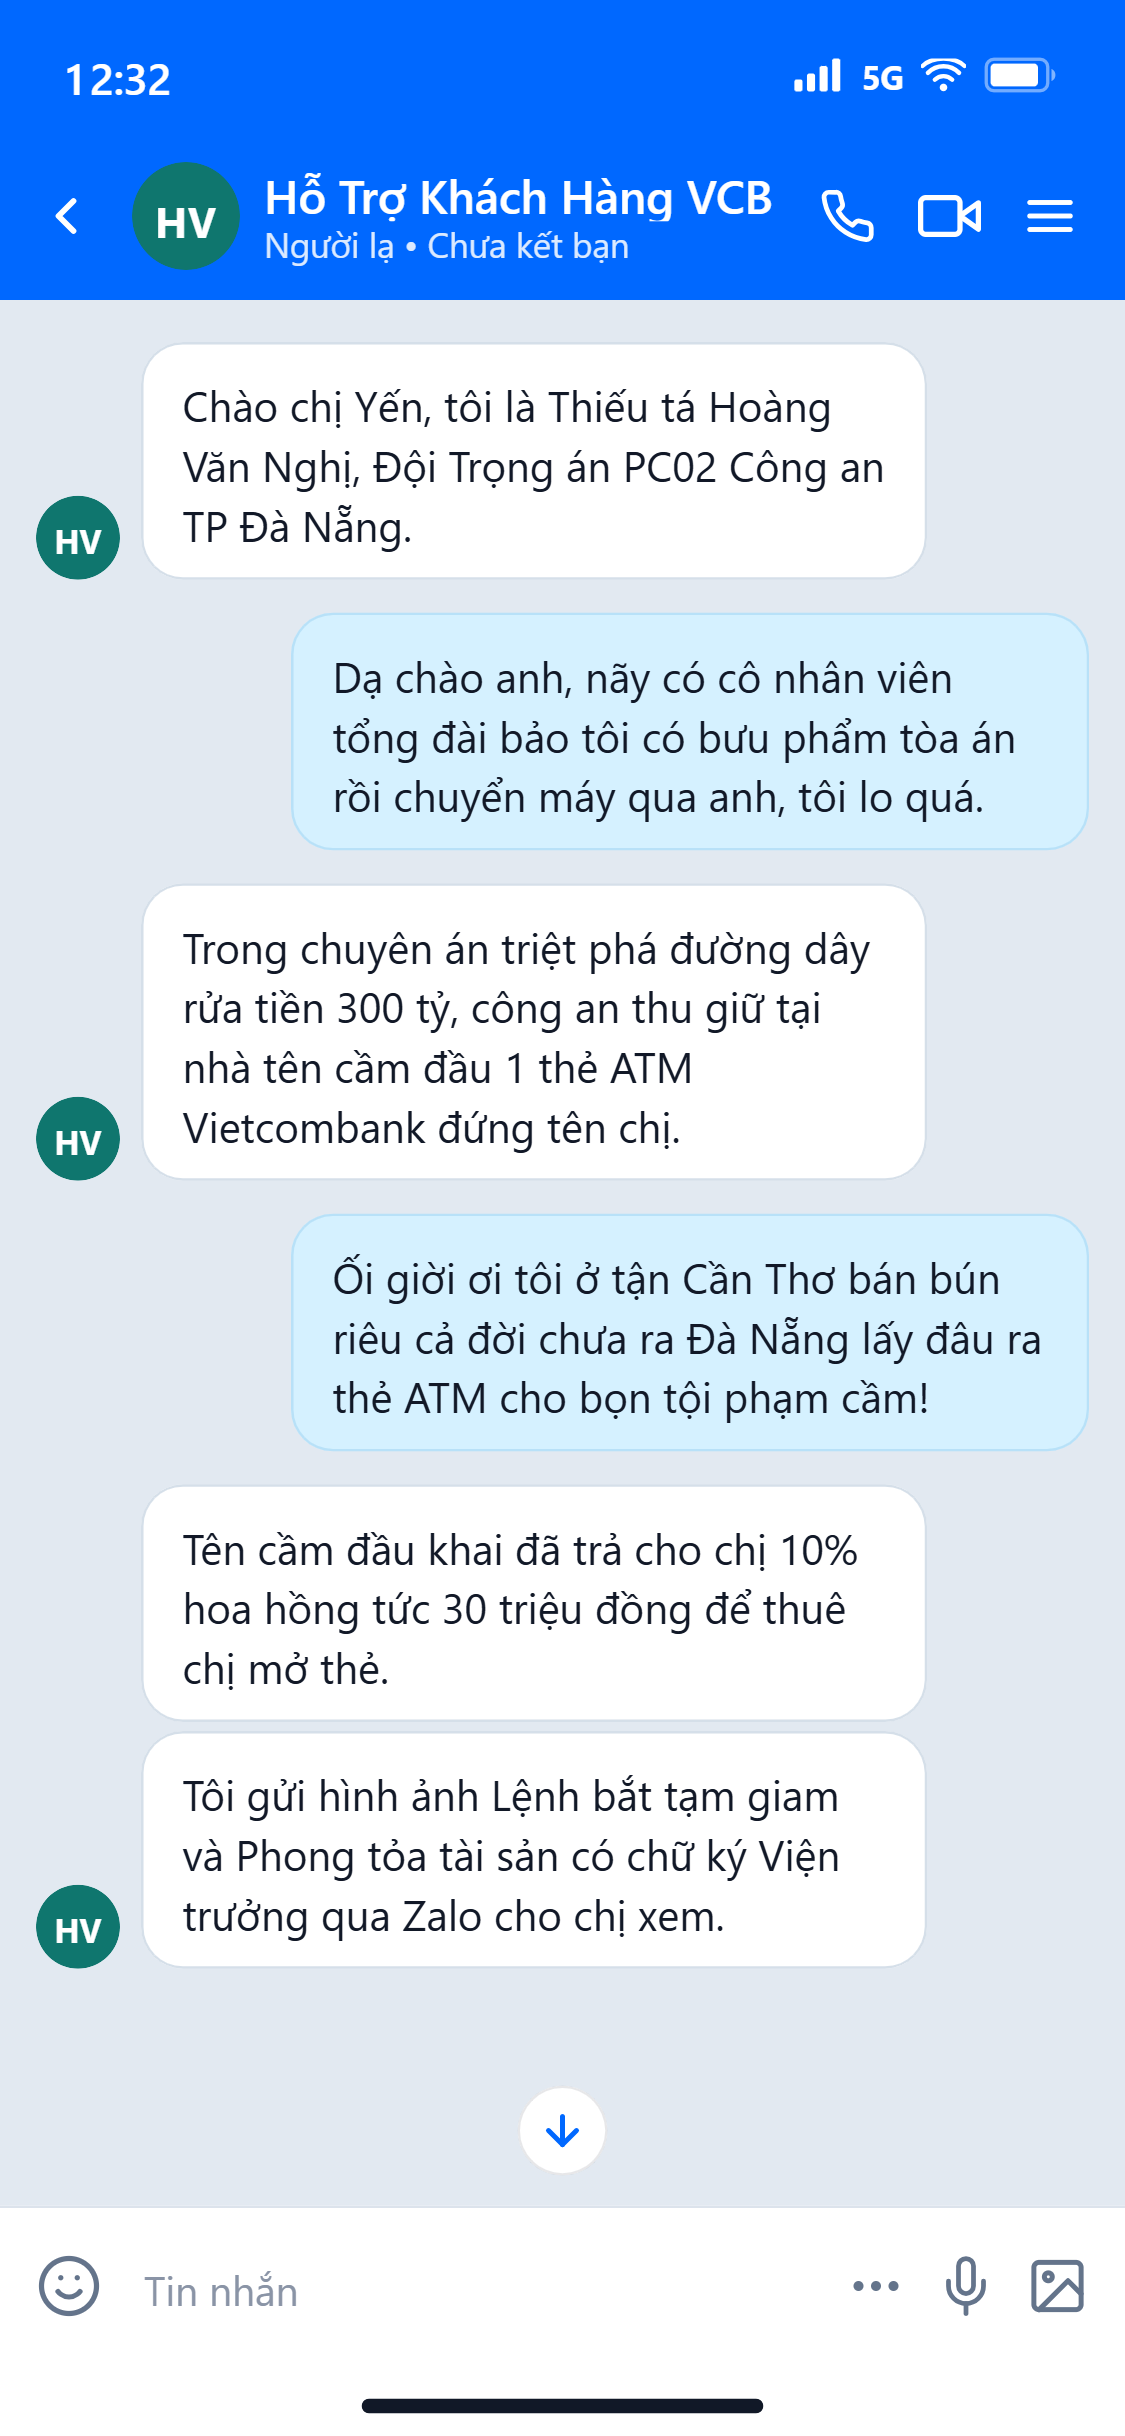 12:32
5G
HV
Hỗ Trợ Khách Hàng VCB
Người lạ • Chưa kết bạn
Chào chị Yến, tôi là Thiếu tá Hoàng
Văn Nghị, Đội Trọng án PC02 Công an
TP Đà Nẵng.
HV
Dạ chào anh, nãy có cô nhân viên
tổng đài bảo tôi có bưu phẩm tòa án
rồi chuyển máy qua anh, tôi lo quá.
Trong chuyên án triệt phá đường dây
rửa tiền 300 tỷ, công an thu giữ tại
nhà tên cầm đầu 1 thẻ ATM
Vietcombank đứng tên chị.
HV
Ối giời ơi tôi ở tận Cần Thơ bán bún
riêu cả đời chưa ra Đà Nẵng lấy đâu ra
thẻ ATM cho bọn tội phạm cầm!
Tên cầm đầu khai đã trả cho chị 10%
hoa hồng tức 30 triệu đồng để thuê
chị mở thẻ.
Tôi gửi hình ảnh Lệnh bắt tạm giam
và Phong tỏa tài sản có chữ ký Viện
trưởng qua Zalo cho chị xem.
HV
Tin nhắn